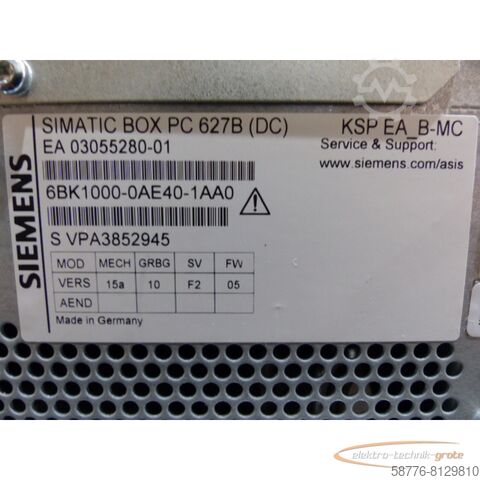 SIMATIC BOX PC 627B (DC) KSP EA_B-MC
EA 03055280-01 Service & Support:
www.siemens.com/asis
6BK1000-0AE40-1AA0
S VPA3852945
SIEMENS
MOD MECH GRBG SV FW
VERS 15a 10 F2 05
AEND
Made in Germany
elektro-technik-grote
58776-8129810